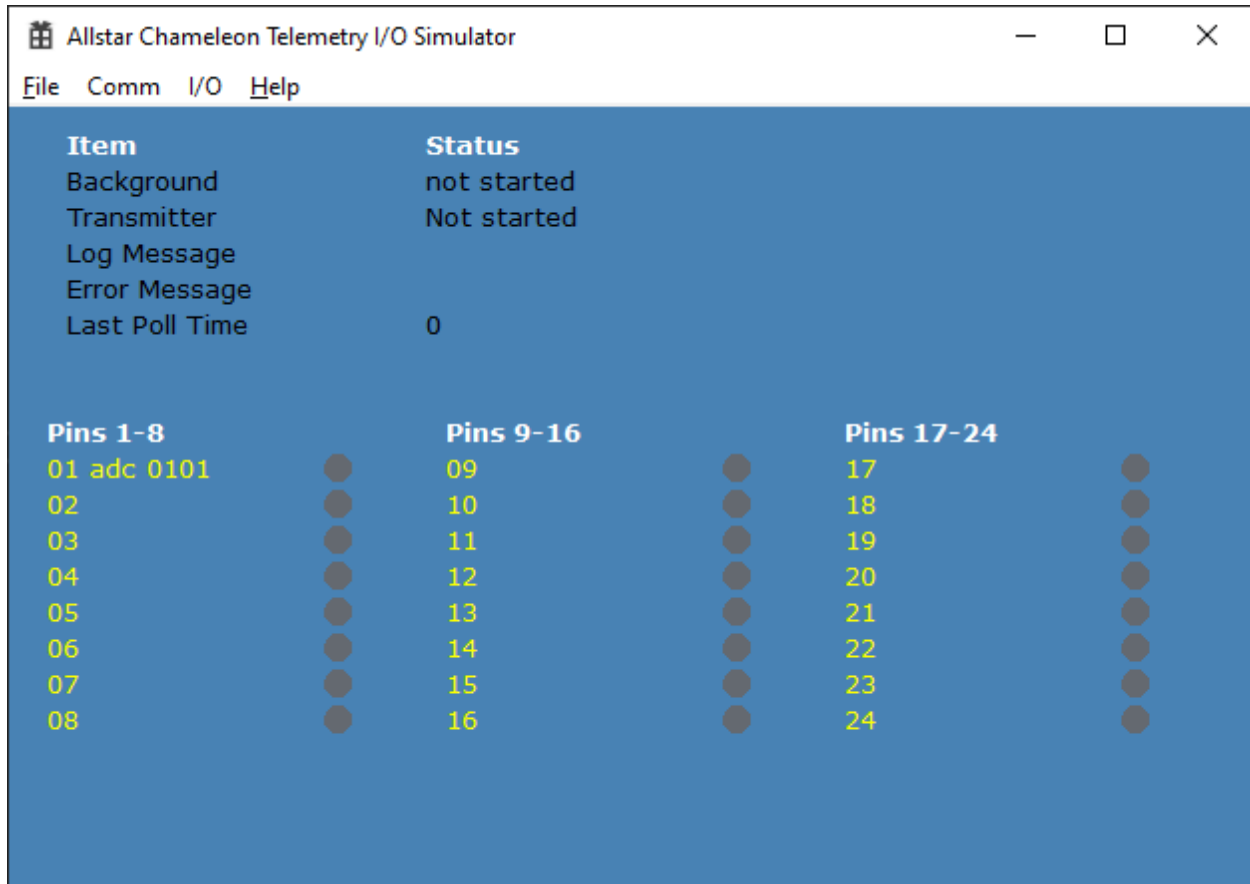 Allstar Chameleon Telemetry I/O Simulator
File Comm I/O Help
Item Status
Background not started
Transmitter Not started
Log Message
Error Message
Last Poll Time 0
Pins 1-8 Pins 9-16 Pins 17-24
01 adc 0101 09 17
02 10 18
03 11 19
04 12 20
05 13 21
06 14 22
07 15 23
08 16 24